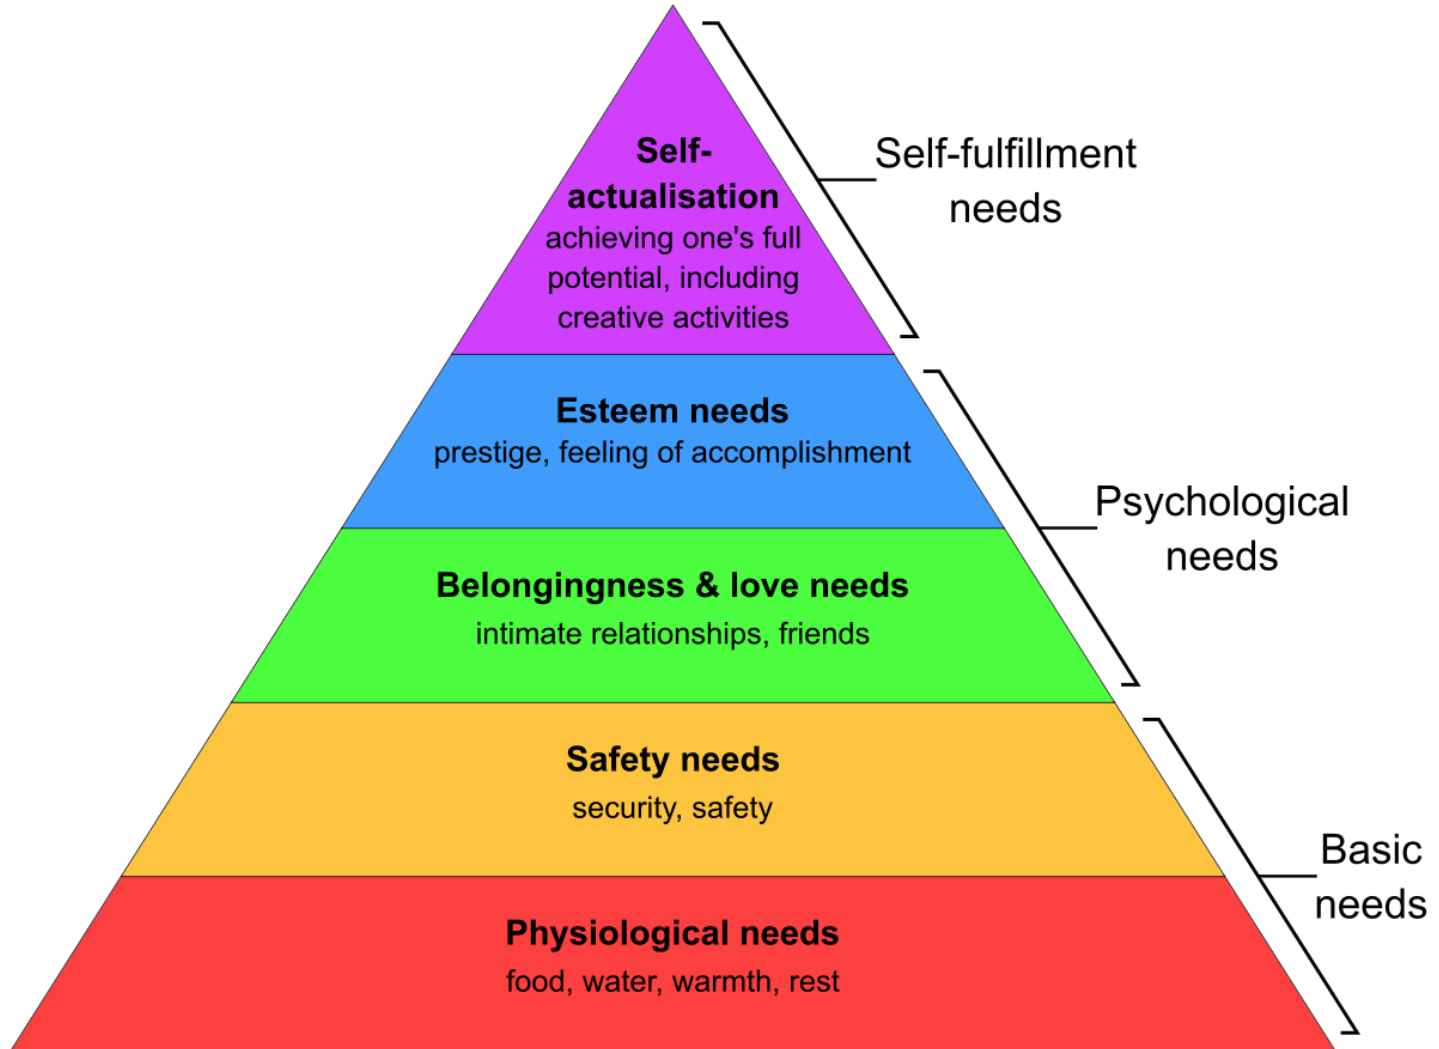 Self-
actualisation
achieving one's full
potential, including
creative activities
Self-fulfillment
needs
Esteem needs
prestige, feeling of accomplishment
Belongingness & love needs
intimate relationships, friends
Psychological
needs
Safety needs
security, safety
Physiological needs
food, water, warmth, rest
Basic
needs